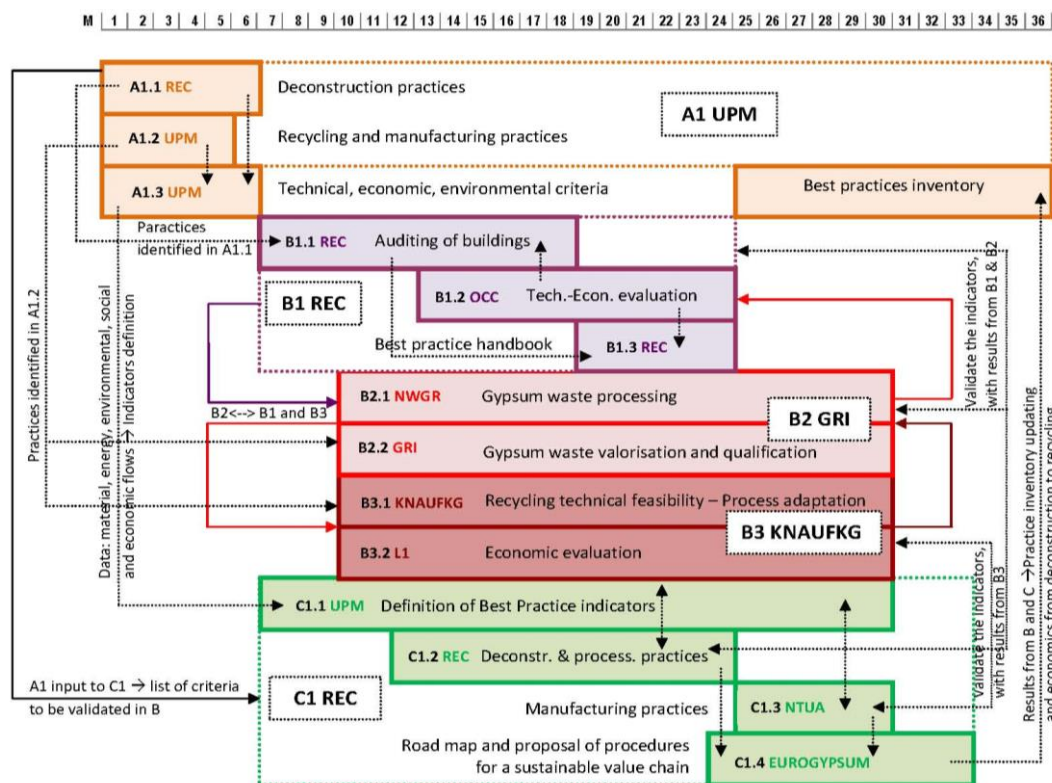 M 1 2 3 4 5 6 7 8 9 10 11 12 13 14 15 16 17 18 19 20 21 22 23 24 25 26 27 28 29 30 31 32 33 34 35 36
A1.1 REC Deconstruction practices
A1 UPM
A1.2 UPM Recycling and manufacturing practices
A1.3 UPM Technical, economic, environmental criteria
Best practices inventory
Paractices
identified in A1.1
B1.1 REC Auditing of buildings
B1 REC
B1.2 OCC Tech.-Econ. evaluation
Best practice handbook
B1.3 REC
B2.1 NWGR Gypsum waste processing
B2<-->B1 and B3
B2 GRI
B2.2 GRI Gypsum waste valorisation and qualification
B3.1 KNAUFKG Recycling technical feasibility – Process adaptation
B3 KNAUFKG
B3.2 L1 Economic evaluation
C1.1 UPM Definition of Best Practice indicators
C1.2 REC Deconstr. & process. practices
A1 input to C1 → list of criteria
to be validated in B
C1 REC
Manufacturing practices
C1.3 NTUA
Road map and proposal of procedures
for a sustainable value chain
C1.4 EUROGYPSUM
Practices identified in A1.2
Data: material, energy, environmental, social
and economic flows → Indicators definition
Validate the indicators,
with results from B1 & B2
Validate the indicators,
with results from B3
Results from B and C → Practice inventory updating
and economics from deconstruction to recycling